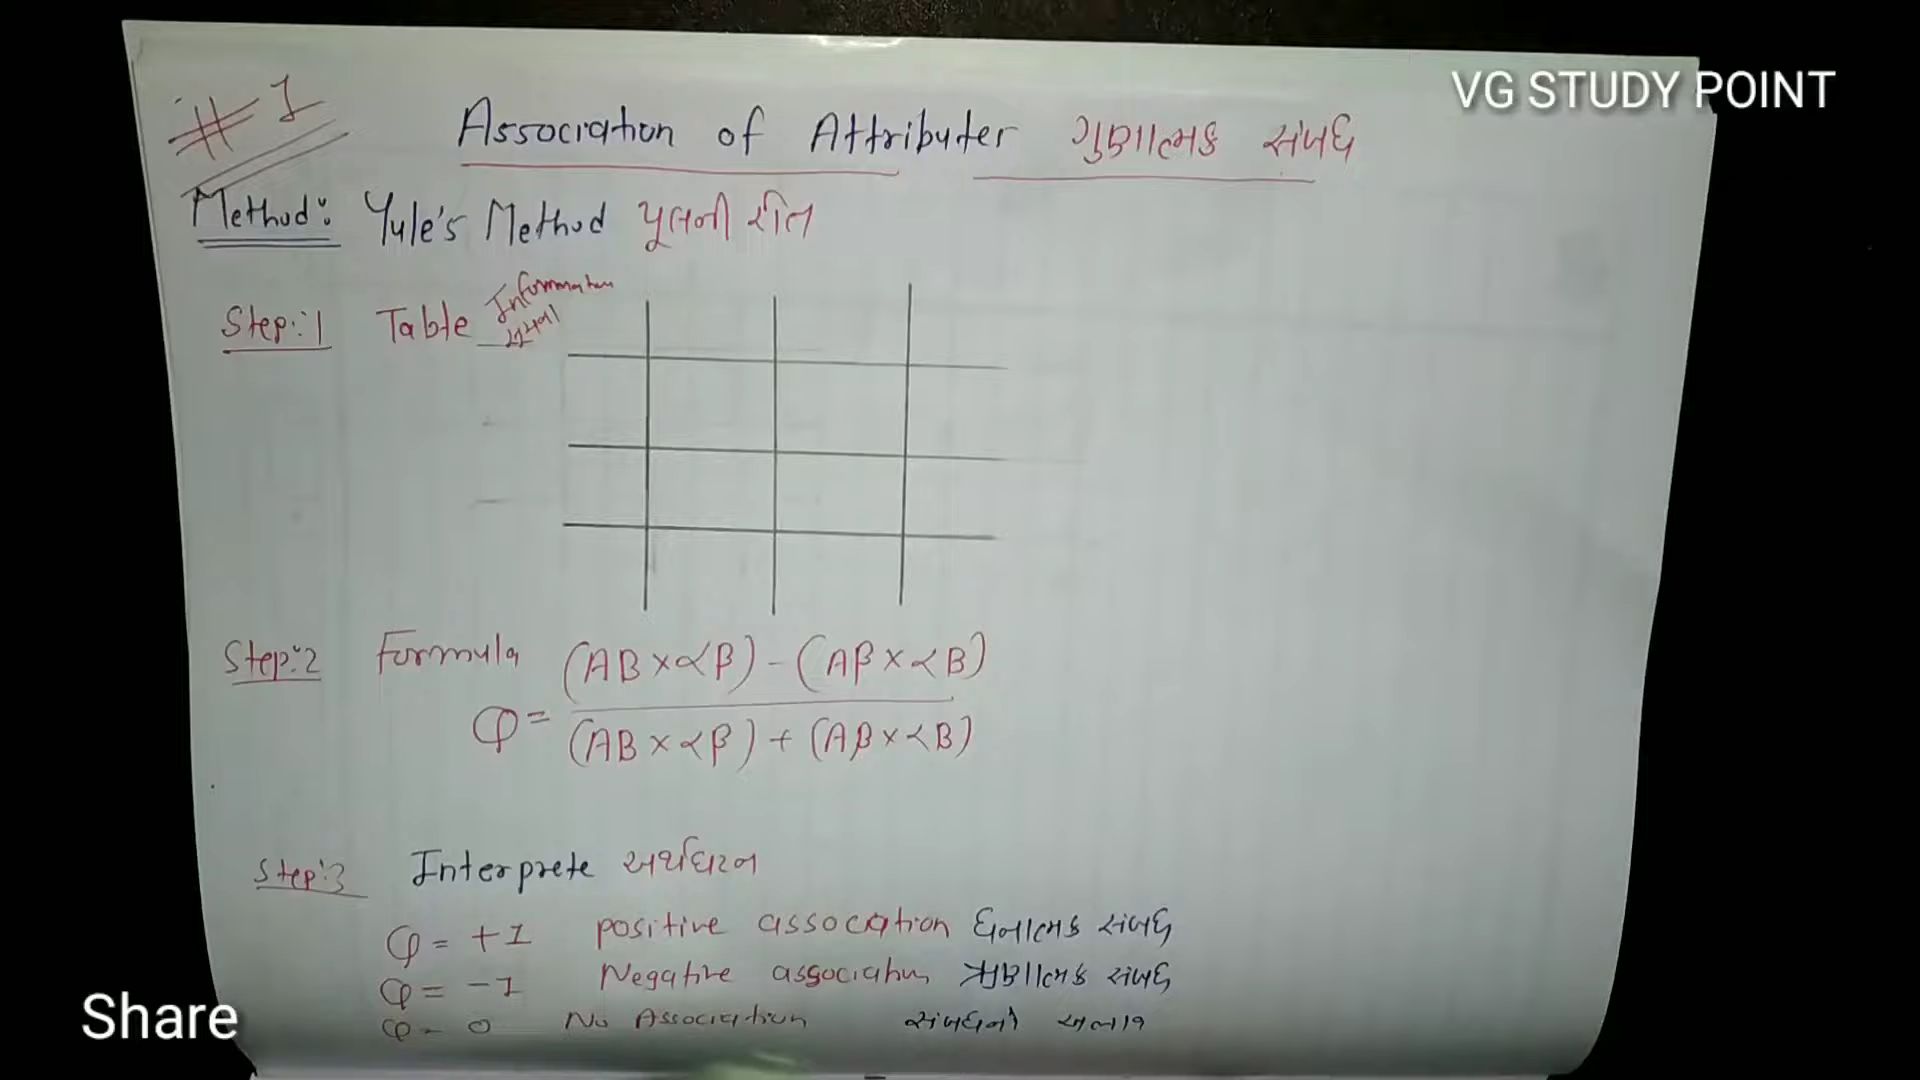 VG STUDY POINT
# 1
Association of Attributer ગુણાત્મક સંબંધ
Method: Yule's Method યુલની રીત
Step:1 Table Information
સૂચના
Step:2 Formula (AB × αβ) - (Aβ × αB)
φ =
(AB × αβ) + (Aβ × αB)
Step:3 Interprete અર્થઘટન
φ = +1 positive association ધનાત્મક સંબંધ
φ = -1 Negative association ઋણાત્મક સંબંધ
φ = 0 No Association સંબંધનો અભાવ
Share